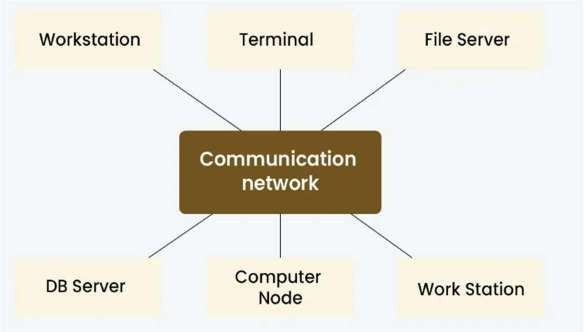 Workstation
Terminal
File Server
Communication
network
DB Server
Computer
Node
Work Station